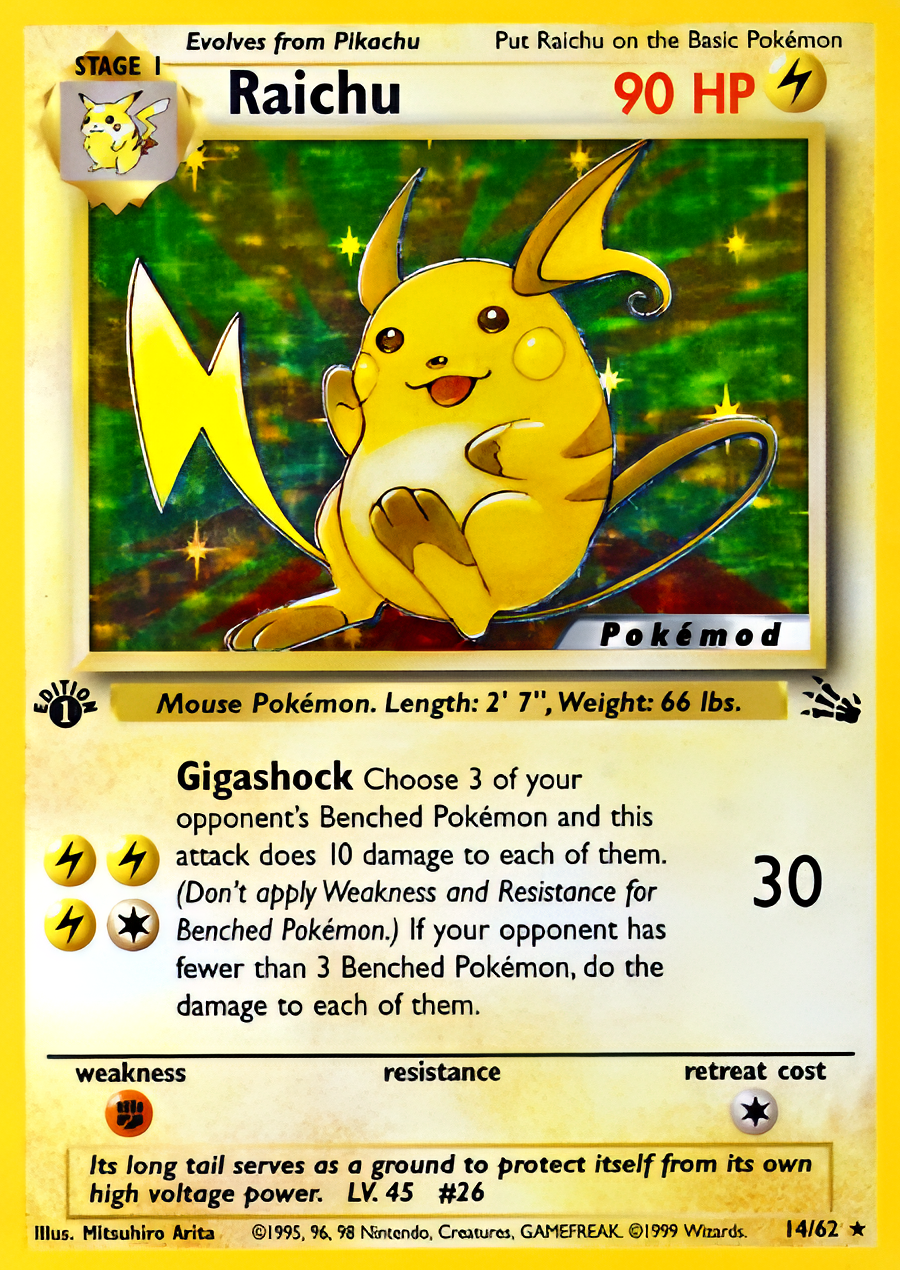 Evolves from Pikachu Put Raichu on the Basic Pokémon
STAGE 1
Raichu 90 HP
Pokémod
EDITION
1
Mouse Pokémon. Length: 2' 7", Weight: 66 lbs.
Gigashock Choose 3 of your
opponent's Benched Pokémon and this
attack does 10 damage to each of them.
(Don't apply Weakness and Resistance for
Benched Pokémon.) If your opponent has
fewer than 3 Benched Pokémon, do the
damage to each of them.
30
weakness resistance retreat cost
Its long tail serves as a ground to protect itself from its own
high voltage power. LV. 45 #26
Illus. Mitsuhiro Arita ©1995, 96, 98 Nintendo, Creatures, GAMEFREAK. ©1999 Wizards. 14/62 ★